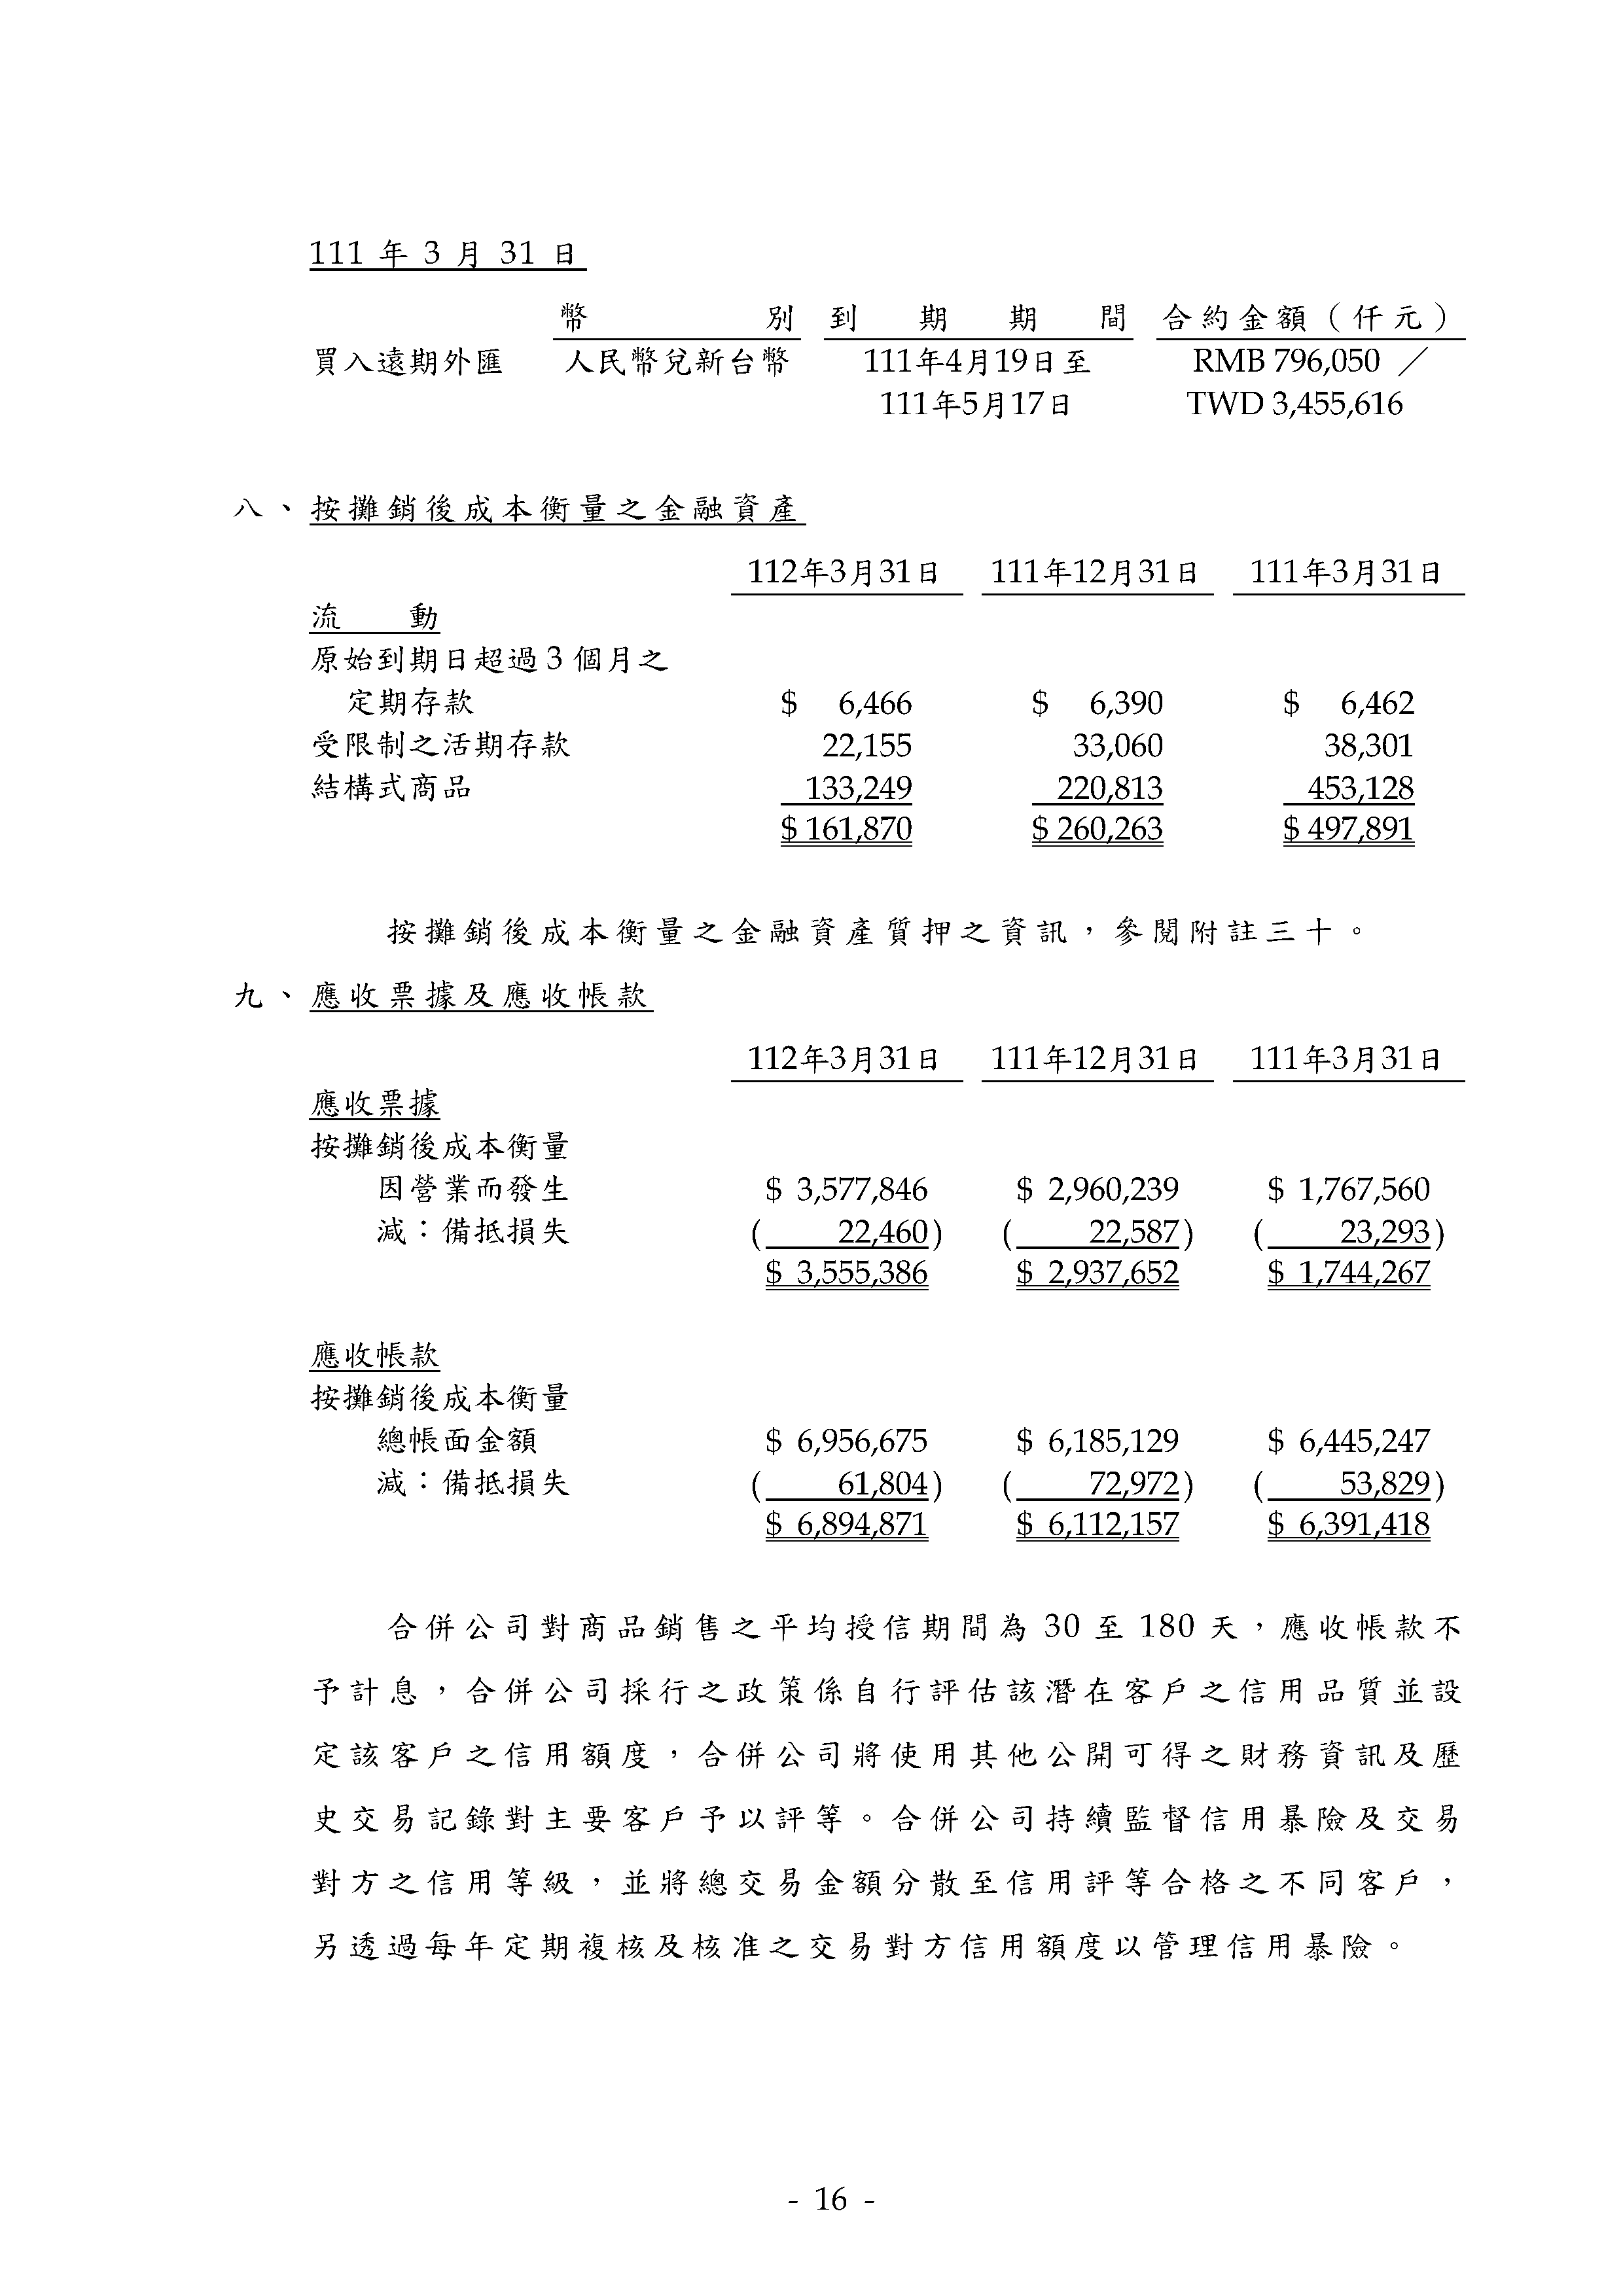 111 年 3 月 31 日
幣別 到期期間 合約金額（仟元）
買入遠期外匯 人民幣兌新台幣 111年4月19日至 RMB 796,050 ／
111年5月17日 TWD 3,455,616
八、按攤銷後成本衡量之金融資產
112年3月31日 111年12月31日 111年3月31日
流動
原始到期日超過 3 個月之
定期存款 $ 6,466 $ 6,390 $ 6,462
受限制之活期存款 22,155 33,060 38,301
結構式商品 133,249 220,813 453,128
$ 161,870 $ 260,263 $ 497,891
按攤銷後成本衡量之金融資產質押之資訊，參閱附註三十。
九、應收票據及應收帳款
112年3月31日 111年12月31日 111年3月31日
應收票據
按攤銷後成本衡量
因營業而發生 $ 3,577,846 $ 2,960,239 $ 1,767,560
減：備抵損失 ( 22,460) ( 22,587) ( 23,293)
$ 3,555,386 $ 2,937,652 $ 1,744,267
應收帳款
按攤銷後成本衡量
總帳面金額 $ 6,956,675 $ 6,185,129 $ 6,445,247
減：備抵損失 ( 61,804) ( 72,972) ( 53,829)
$ 6,894,871 $ 6,112,157 $ 6,391,418
合併公司對商品銷售之平均授信期間為 30 至 180 天，應收帳款不
予計息，合併公司採行之政策係自行評估該潛在客戶之信用品質並設
定該客戶之信用額度，合併公司將使用其他公開可得之財務資訊及歷
史交易記錄對主要客戶予以評等。合併公司持續監督信用暴險及交易
對方之信用等級，並將總交易金額分散至信用評等合格之不同客戶，
另透過每年定期複核及核准之交易對方信用額度以管理信用暴險。
- 16 -